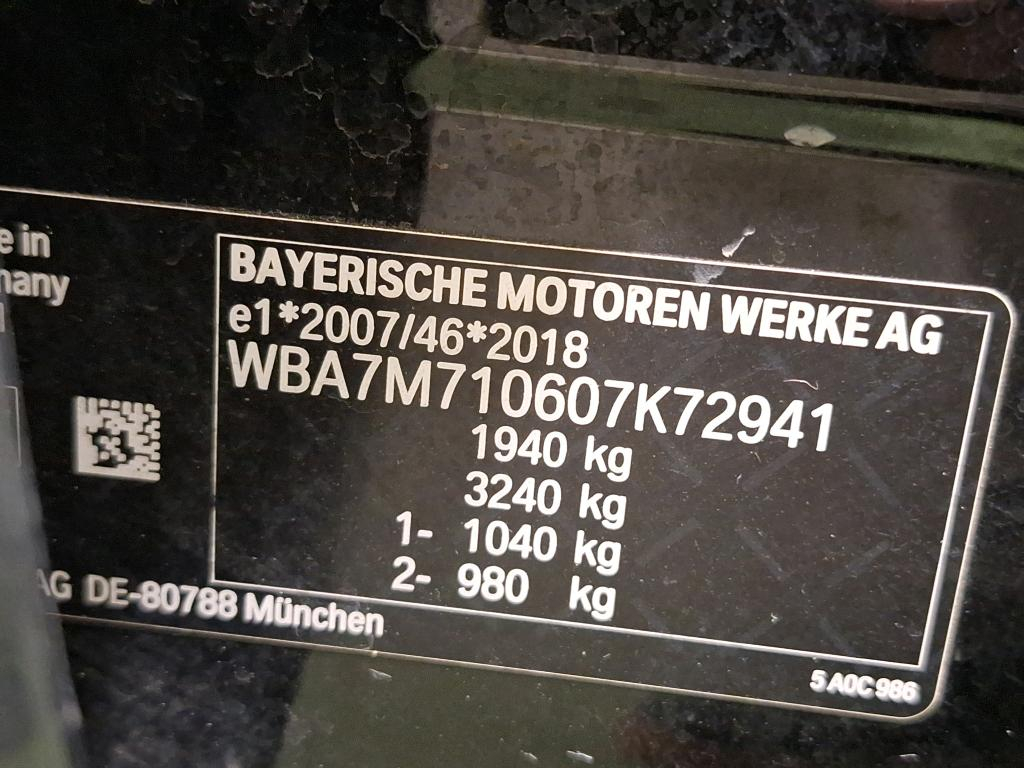 e in
many
BAYERISCHE MOTOREN WERKE AG
e1*2007/46*2018
WBA7M710607K72941
1940 kg
3240 kg
1- 1040 kg
2- 980 kg
AG DE-80788 München
5 A0C 986